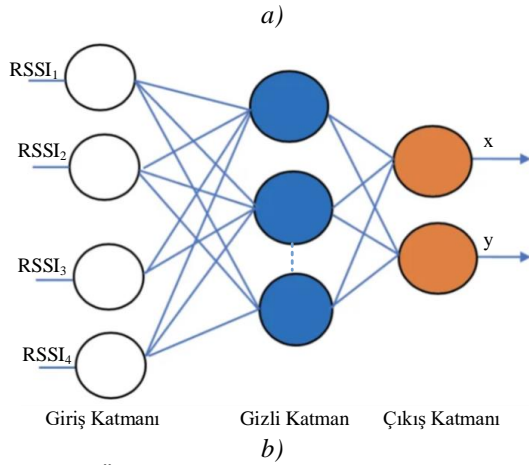 a)
RSSI₁
RSSI₂
x
y
RSSI₃
RSSI₄
Giriş Katmanı Gizli Katman Çıkış Katmanı
b)